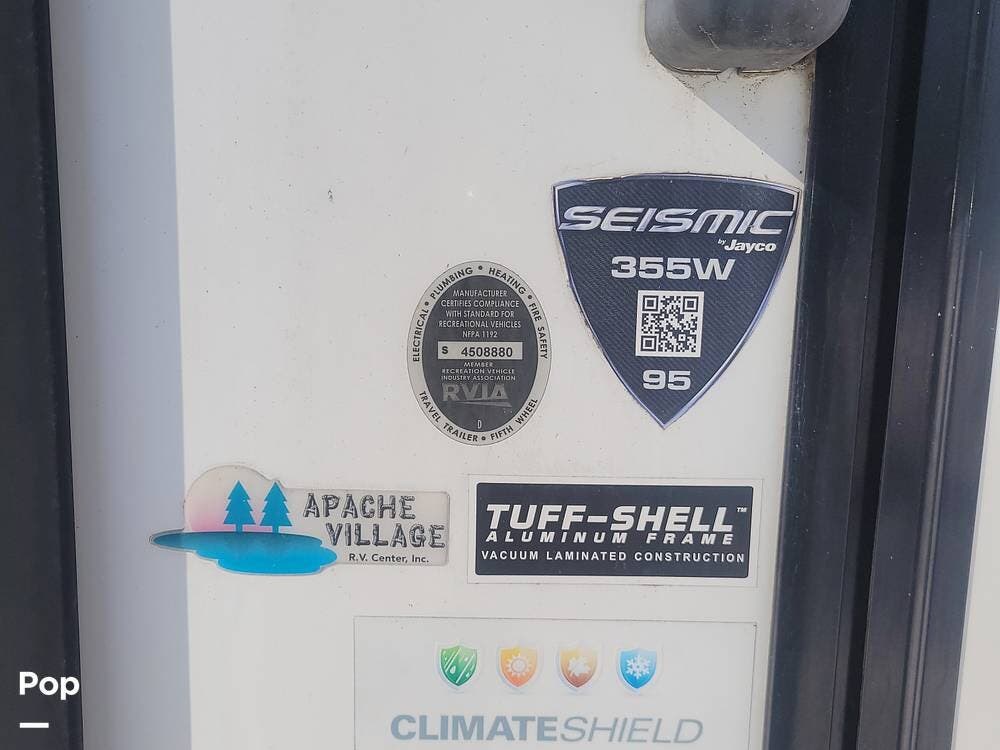 SEISMIC
by Jayco
355W
95
ELECTRICAL • PLUMBING • HEATING • FIRE SAFETY
MANUFACTURER
CERTIFIES COMPLIANCE
WITH STANDARD FOR
RECREATIONAL VEHICLES
NFPA 1192
S 4508880
MEMBER
RECREATION VEHICLE
INDUSTRY ASSOCIATION
RVIA
D
TRAVEL TRAILER • FIFTH WHEEL
APACHE
VILLAGE
R.V. Center, Inc.
TUFF-SHELL™
ALUMINUM FRAME
VACUUM LAMINATED CONSTRUCTION
CLIMATESHIELD
Pop